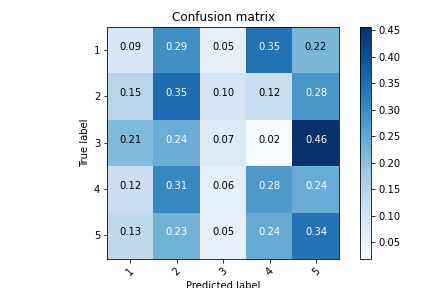 Confusion matrix
1 0.09 0.29 0.05 0.35 0.22
2 0.15 0.35 0.10 0.12 0.28
3 0.21 0.24 0.07 0.02 0.46
4 0.12 0.31 0.06 0.28 0.24
5 0.13 0.23 0.05 0.24 0.34
1 2 3 4 5
True label
Predicted label
0.45
0.40
0.35
0.30
0.25
0.20
0.15
0.10
0.05